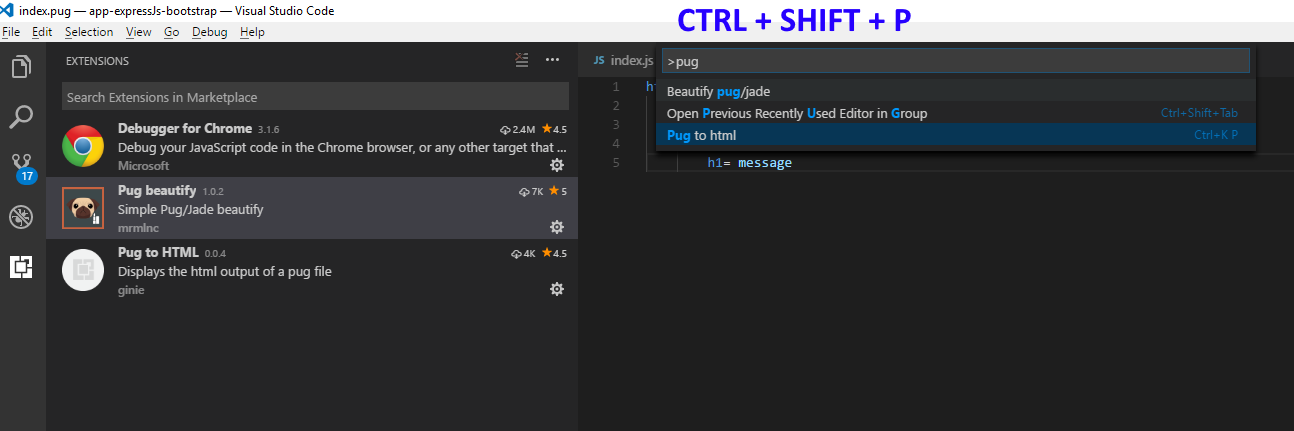 index.pug — app-expressJs-bootstrap — Visual Studio Code
CTRL + SHIFT + P
File Edit Selection View Go Debug Help
EXTENSIONS
Search Extensions in Marketplace
Debugger for Chrome 3.1.6 2.4M 4.5
Debug your JavaScript code in the Chrome browser, or any other target that ...
Microsoft
17
Pug beautify 1.0.2 7K 5
Simple Pug/Jade beautify
mrmlnc
Pug to HTML 0.0.4 4K 4.5
Displays the html output of a pug file
ginie
JS index.js
>pug
Beautify pug/jade
Open Previous Recently Used Editor in Group Ctrl+Shift+Tab
Pug to html Ctrl+K P
1
2
3
4
5 h1= message